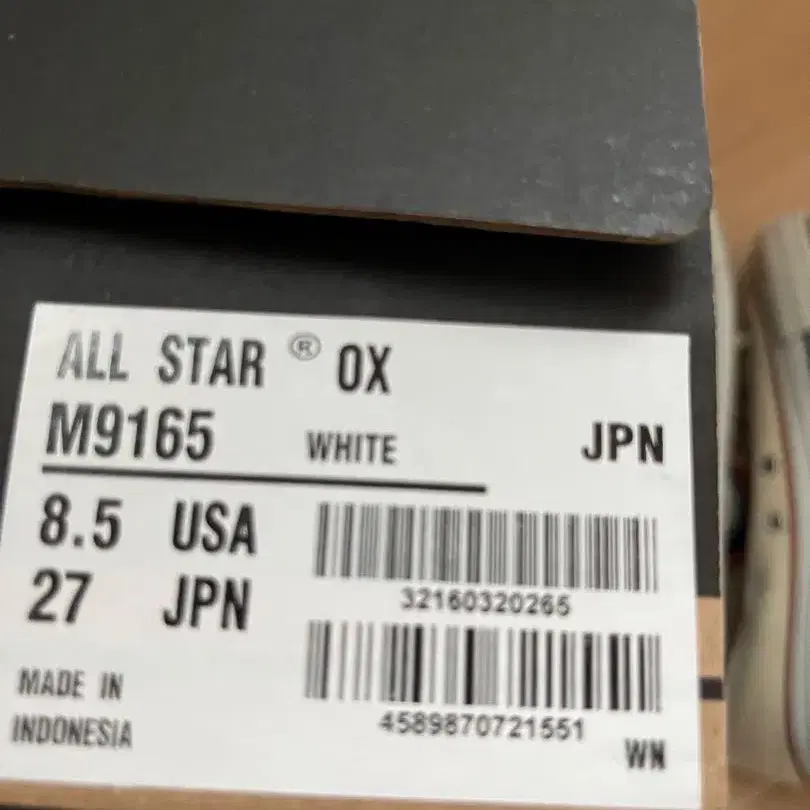 ALL STAR ® OX
M9165 WHITE JPN
8.5 USA
27 JPN
32160320265
4589870721551
MADE IN
INDONESIA
WN